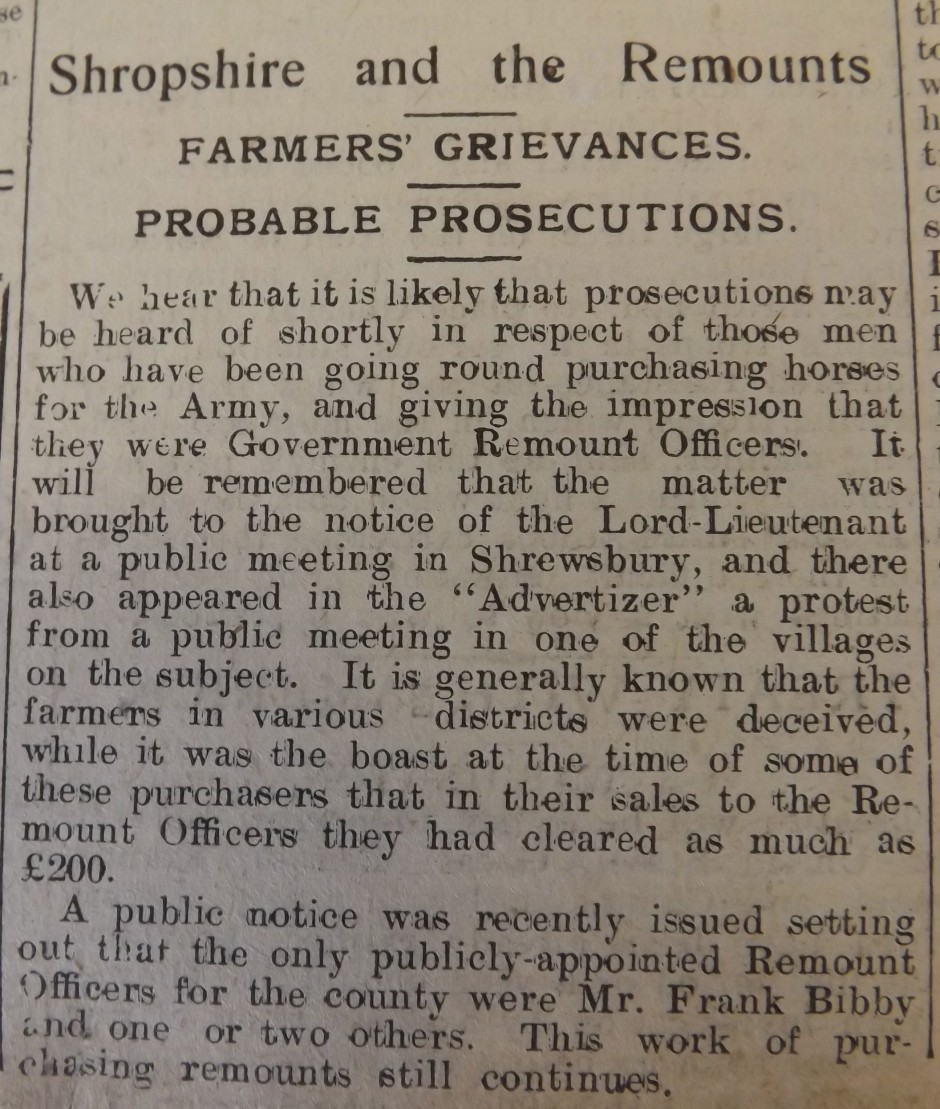 Shropshire and the Remounts
FARMERS' GRIEVANCES.
PROBABLE PROSECUTIONS.
We hear that it is likely that prosecutions may
be heard of shortly in respect of those men
who have been going round purchasing horses
for the Army, and giving the impression that
they were Government Remount Officers. It
will be remembered that the matter was
brought to the notice of the Lord-Lieutenant
at a public meeting in Shrewsbury, and there
also appeared in the "Advertizer" a protest
from a public meeting in one of the villages
on the subject. It is generally known that the
farmers in various districts were deceived,
while it was the boast at the time of some of
these purchasers that in their sales to the Re-
mount Officers they had cleared as much as
£200.
A public notice was recently issued setting
out that the only publicly-appointed Remount
Officers for the county were Mr. Frank Bibby
and one or two others. This work of pur-
chasing remounts still continues.